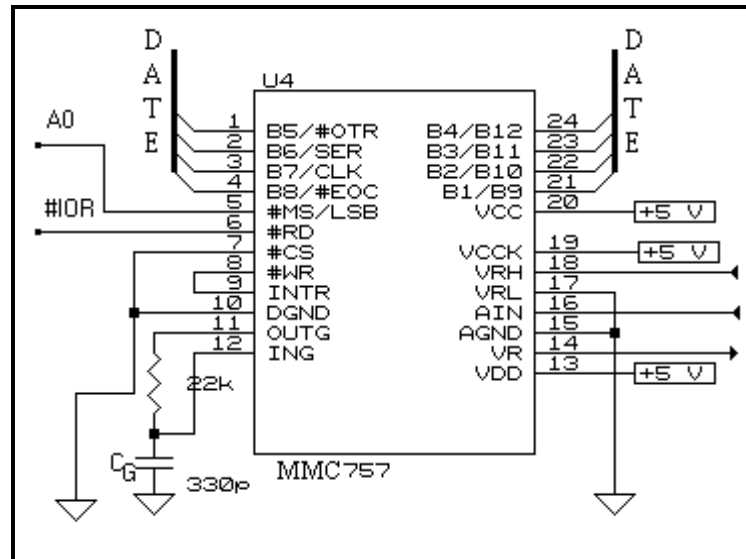 D
A
T
E
D
A
T
E
U4
A0
#IOR
1 B5/#OTR B4/B12 24
2 B6/SER B3/B11 23
3 B7/CLK B2/B10 22
4 B8/#EOC B1/B9 21
5 #MS/LSB VCC 20 +5 V
6 #RD
7 #CS VCCK 19 +5 V
8 #WR VRH 18
9 INTR VRL 17
10 DGND AIN 16
11 OUTG AGND 15
12 ING VR 14
VDD 13 +5 V
22k
CG
330p
MMC757